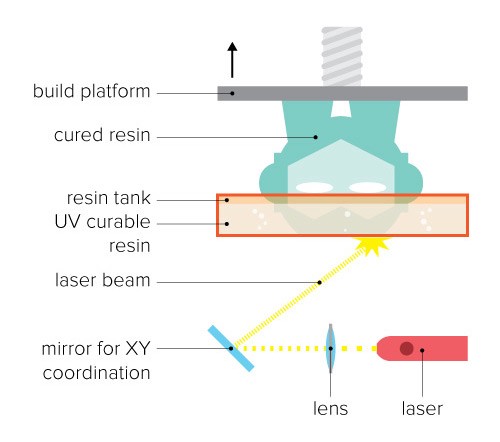 build platform
cured resin
resin tank
UV curable
resin
laser beam
mirror for XY
coordination
lens
laser